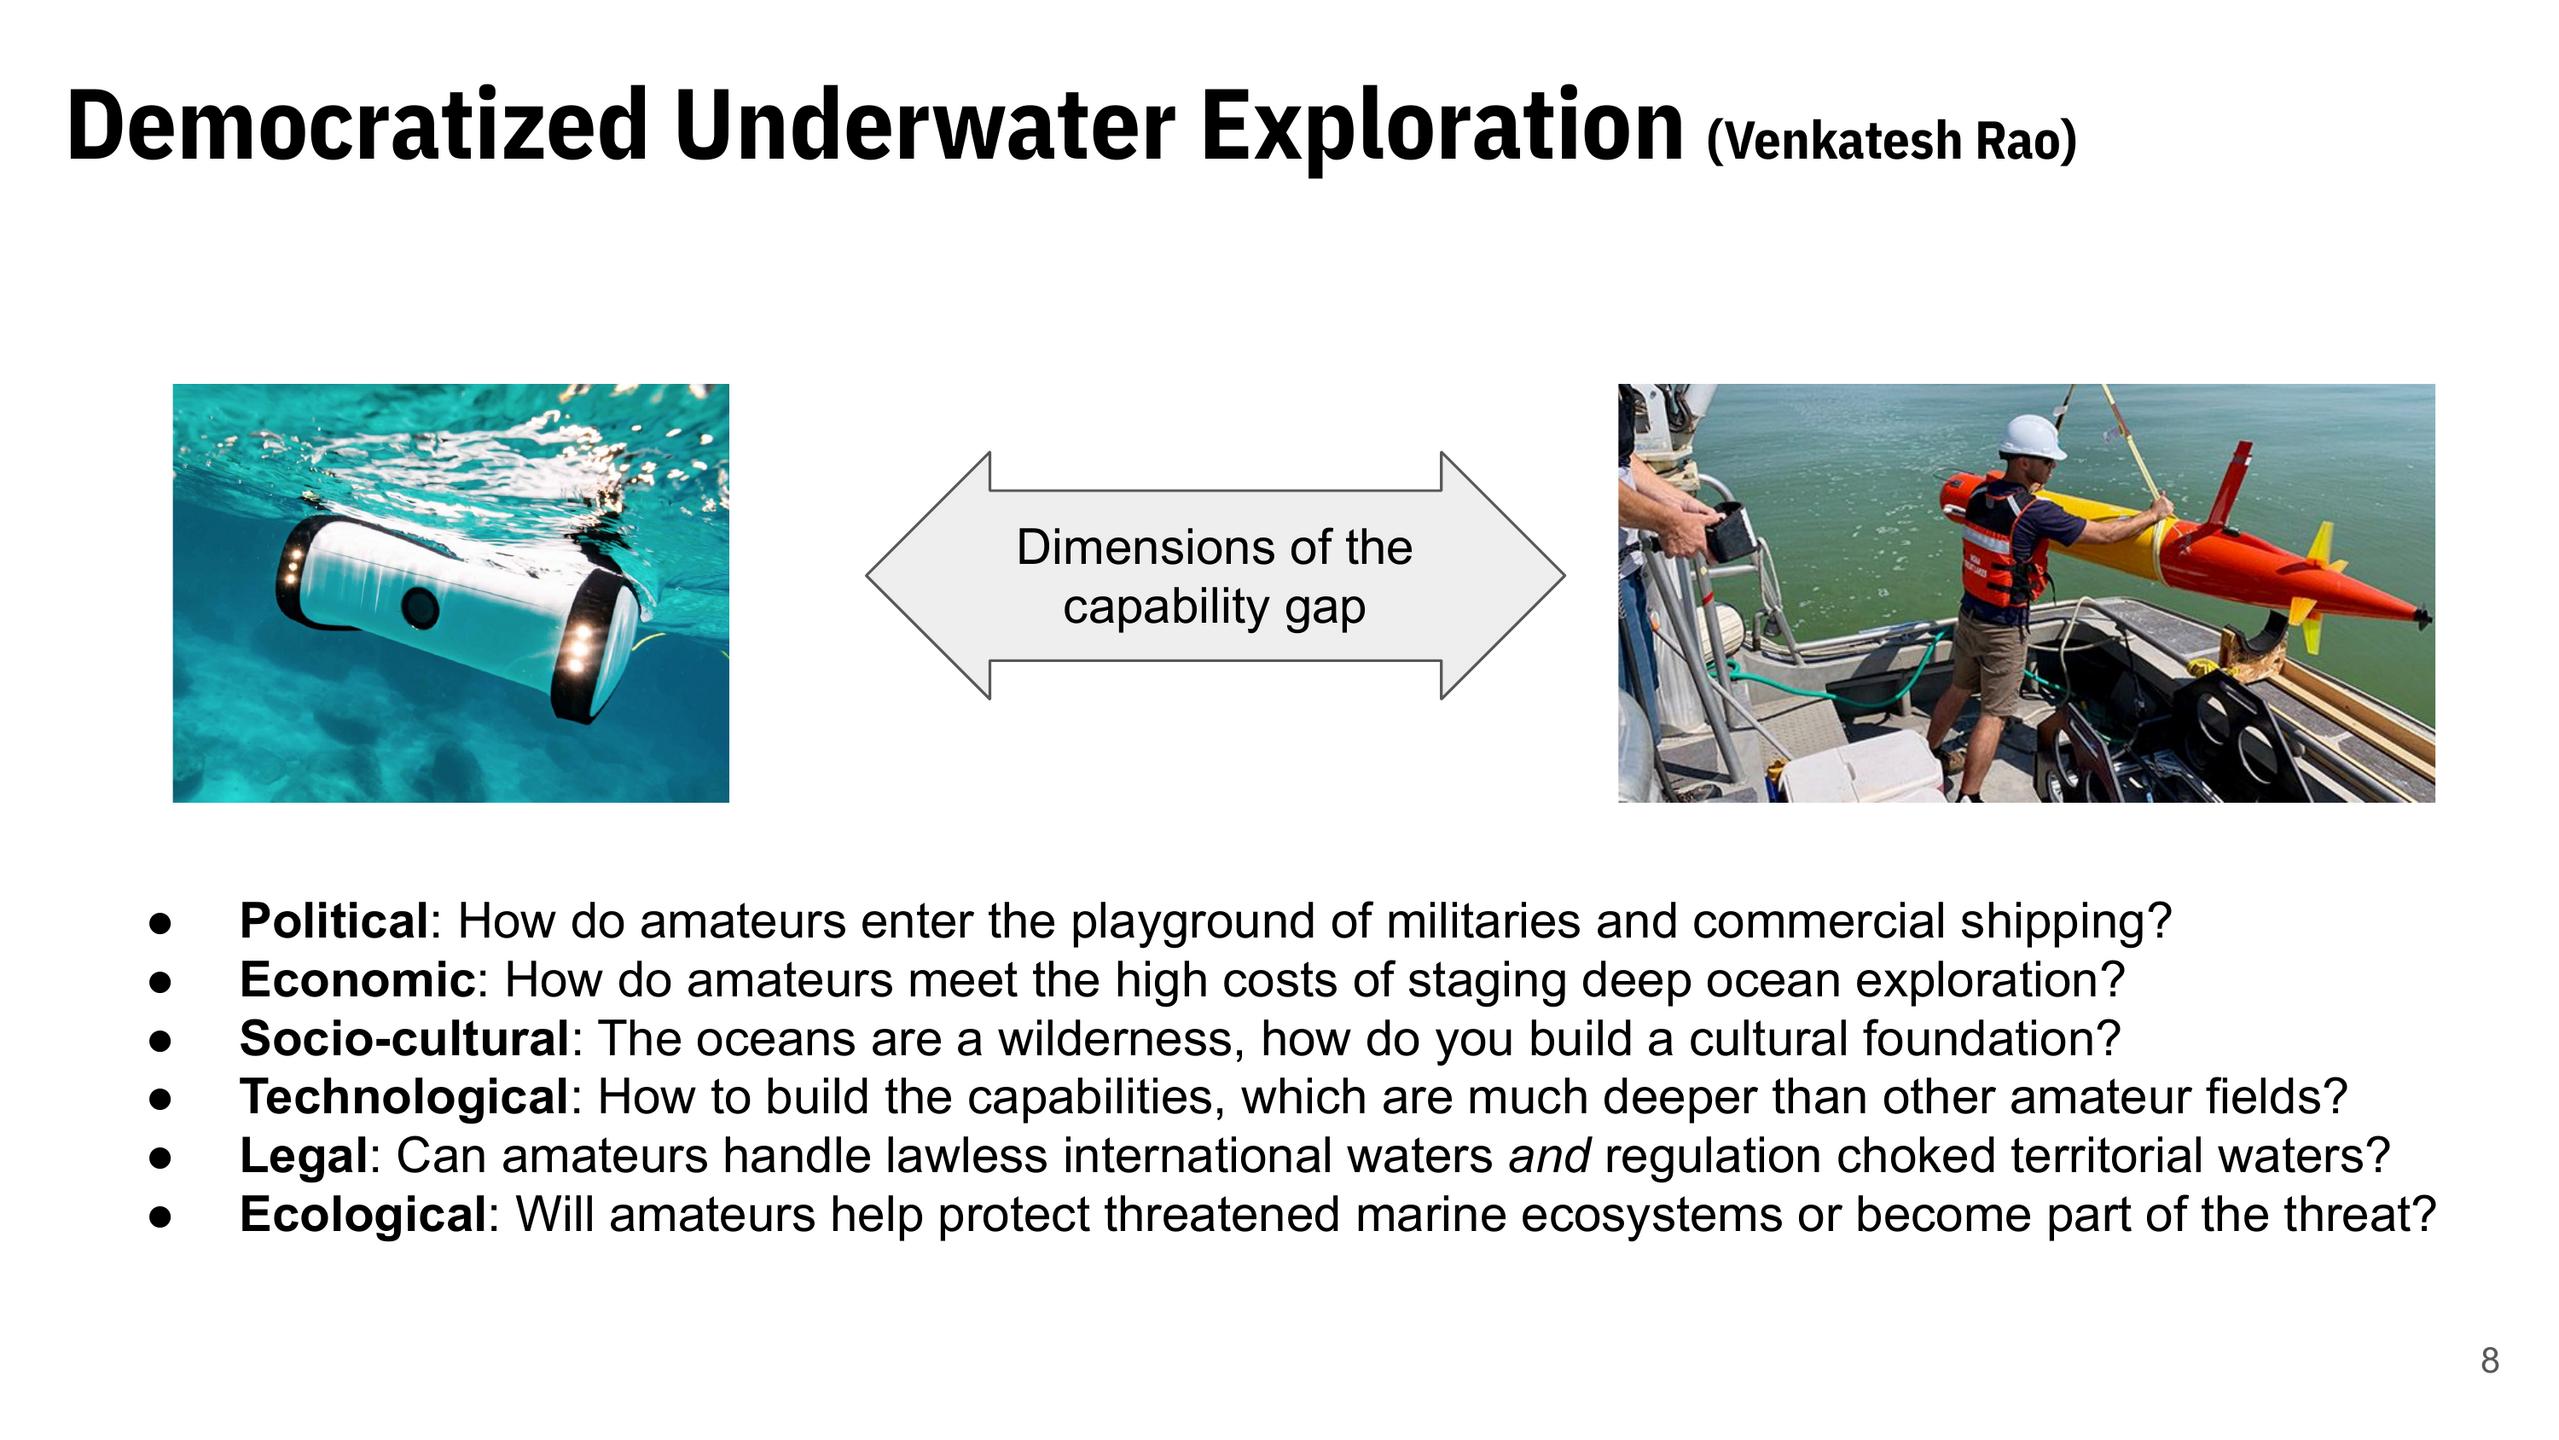 Democratized Underwater Exploration (Venkatesh Rao)
Dimensions of the
capability gap
● Political: How do amateurs enter the playground of militaries and commercial shipping?
● Economic: How do amateurs meet the high costs of staging deep ocean exploration?
● Socio-cultural: The oceans are a wilderness, how do you build a cultural foundation?
● Technological: How to build the capabilities, which are much deeper than other amateur fields?
● Legal: Can amateurs handle lawless international waters and regulation choked territorial waters?
● Ecological: Will amateurs help protect threatened marine ecosystems or become part of the threat?
8